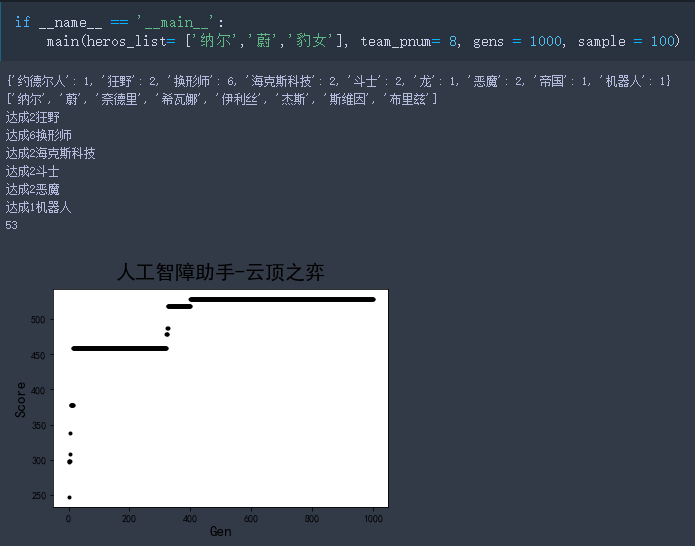 if __name__ == '__main__':
main(heros_list= ['纳尔','蔚','豹女'], team_pnum= 8, gens = 1000, sample = 100)
{'约德尔人': 1, '狂野': 2, '换形师': 6, '海克斯科技': 2, '斗士': 2, '龙': 1, '恶魔': 2, '帝国': 1, '机器人': 1}
['纳尔', '蔚', '奈德里', '希瓦娜', '伊利丝', '杰斯', '斯维因', '布里兹']
达成2狂野
达成6换形师
达成2海克斯科技
达成2斗士
达成2恶魔
达成1机器人
53
人工智障助手-云顶之弈
500
450
400
350
300
250
Score
0 200 400 600 800 1000
Gen